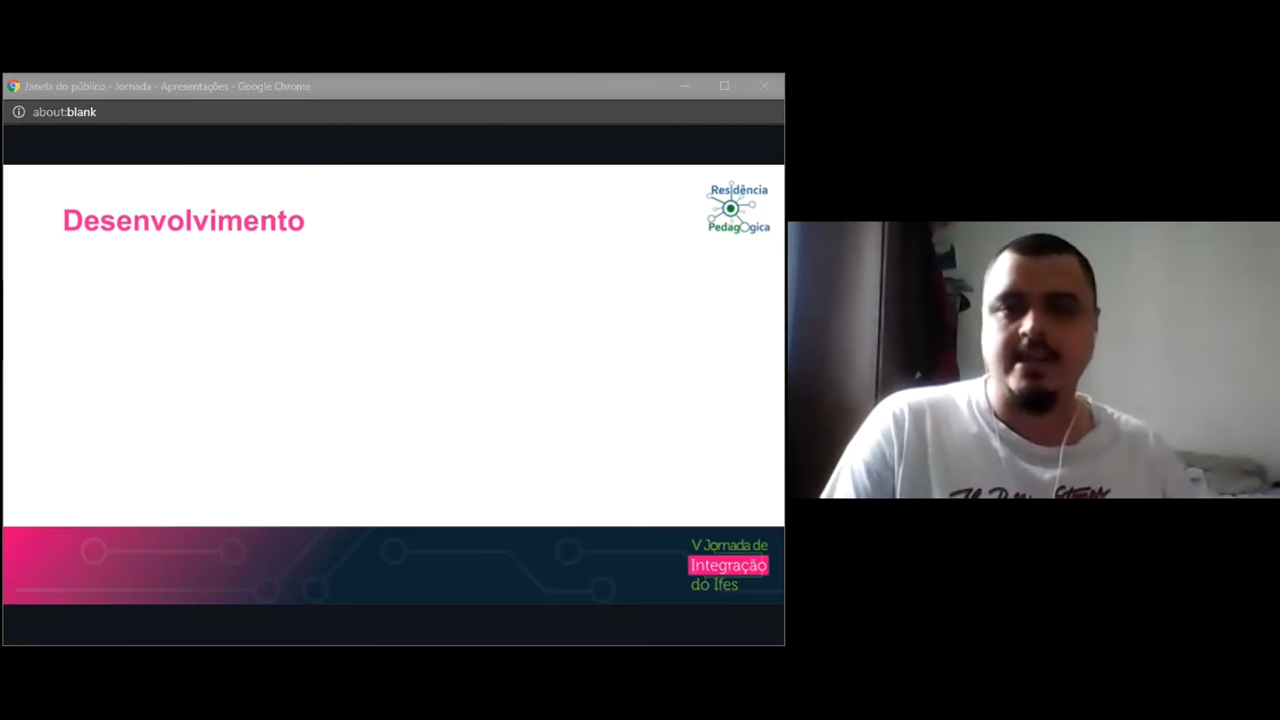 Janela do público - Jornada - Apresentações - Google Chrome
about:blank
Desenvolvimento
Residência
Pedagógica
V Jornada de
Integração
do Ifes